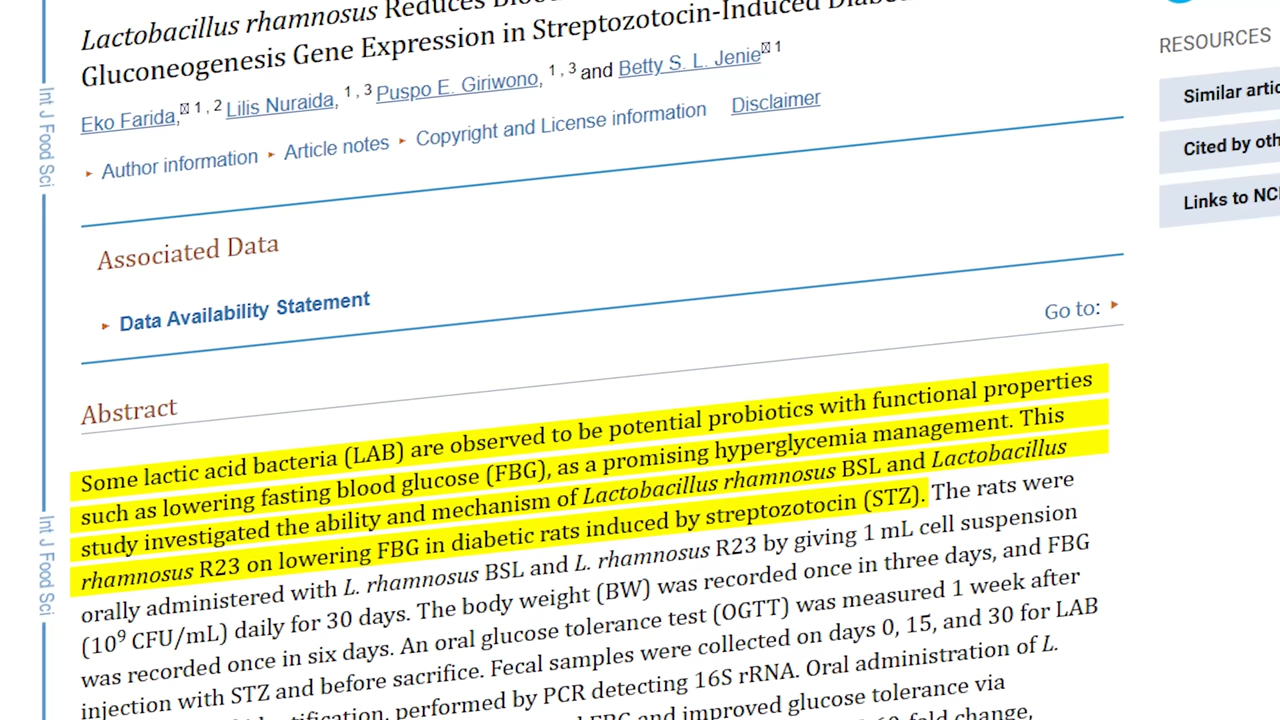 Lactobacillus rhamnosus Reduces
Gluconeogenesis Gene Expression in Streptozotocin-Induced
Eko Farida, 1 , 2 Lilis Nuraida, 1 , 3 Puspo E. Giriwono, 1 , 3 and Betty S. L. Jenie 1
▸ Author information ▸ Article notes ▸ Copyright and License information Disclaimer
Associated Data
▸ Data Availability Statement
Go to: ▸
Abstract
Some lactic acid bacteria (LAB) are observed to be potential probiotics with functional properties
such as lowering fasting blood glucose (FBG), as a promising hyperglycemia management. This
study investigated the ability and mechanism of Lactobacillus rhamnosus BSL and Lactobacillus
rhamnosus R23 on lowering FBG in diabetic rats induced by streptozotocin (STZ). The rats were
orally administered with L. rhamnosus BSL and L. rhamnosus R23 by giving 1 mL cell suspension
(10⁹ CFU/mL) daily for 30 days. The body weight (BW) was recorded once in three days, and FBG
was recorded once in six days. An oral glucose tolerance test (OGTT) was measured 1 week after
injection with STZ and before sacrifice. Fecal samples were collected on days 0, 15, and 30 for LAB
performed by PCR detecting 16S rRNA. Oral administration of L.
FBG and improved glucose tolerance via
fold change,
Int J Food Sci
Int J Food Sci
RESOURCES
Similar
Cited by
Links to